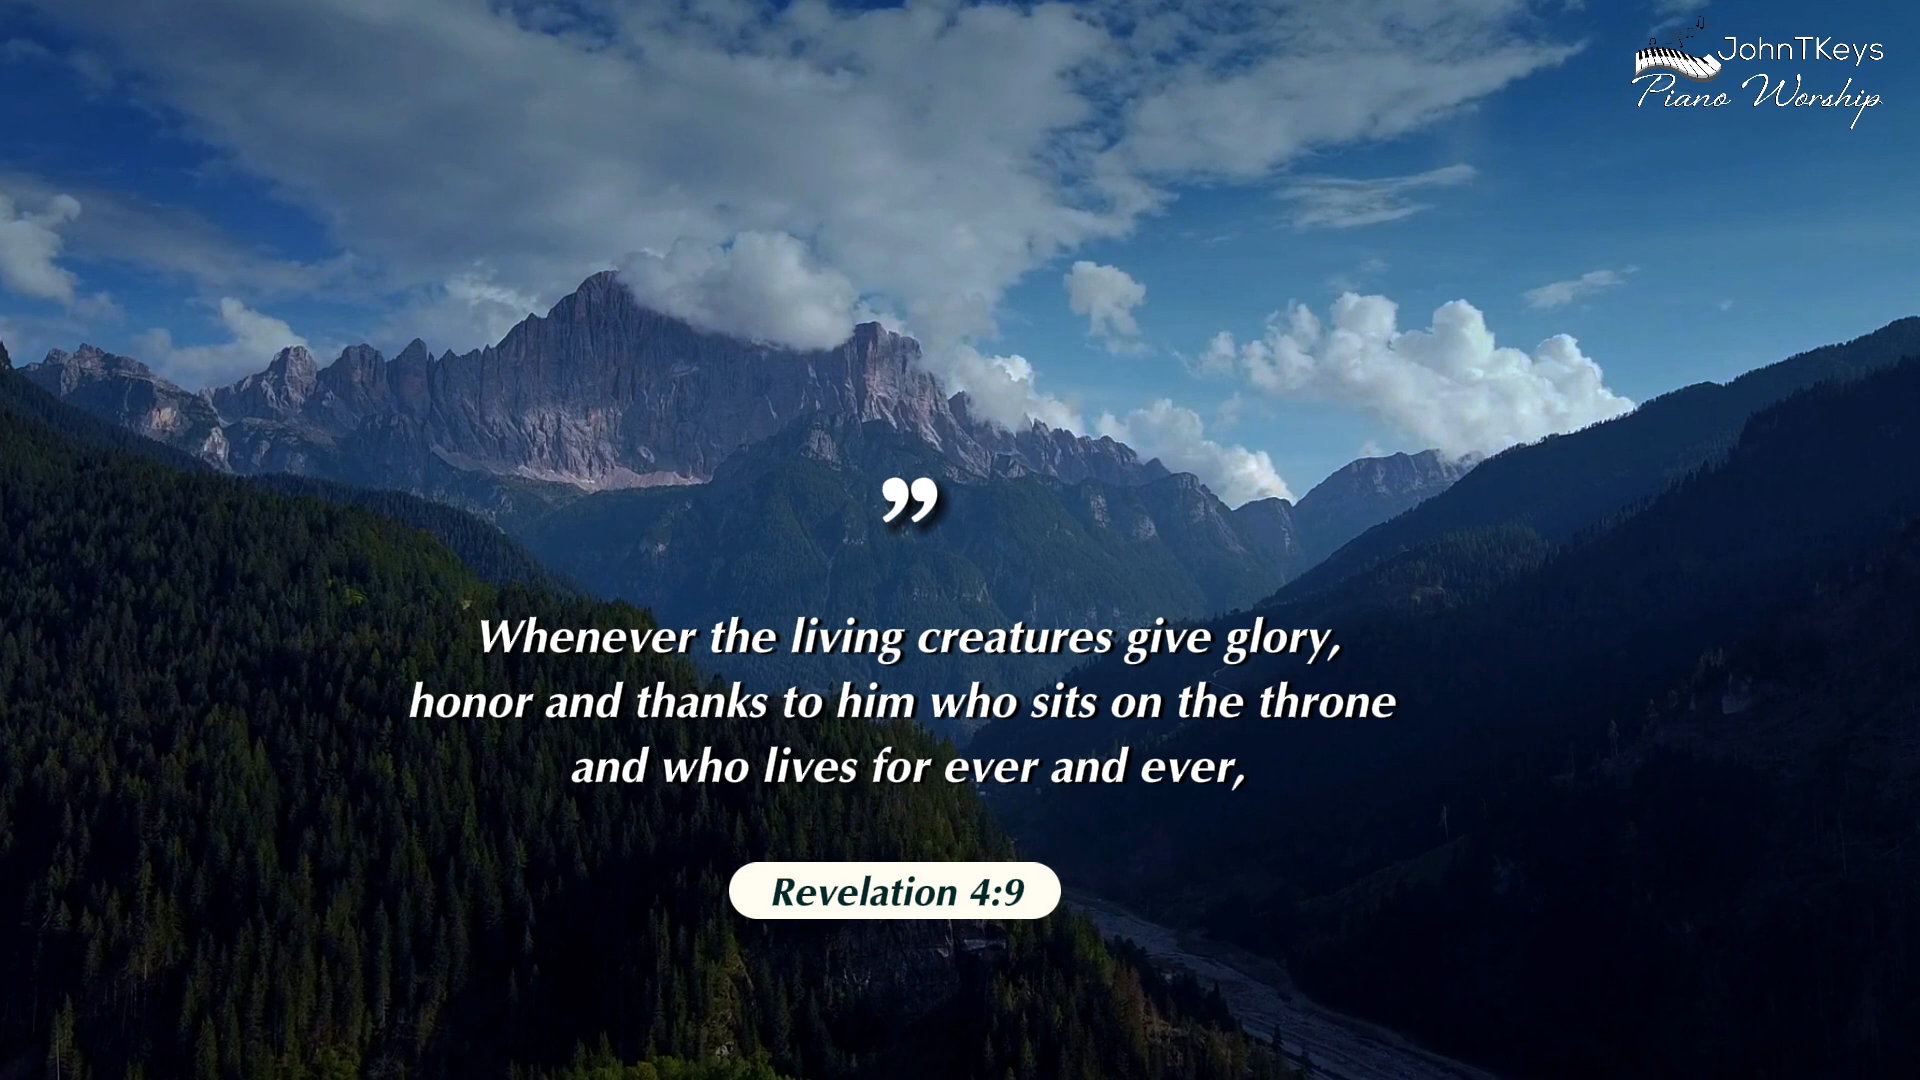 JohnTKeys
Piano Worship
”
Whenever the living creatures give glory,
honor and thanks to him who sits on the throne
and who lives for ever and ever,
Revelation 4:9